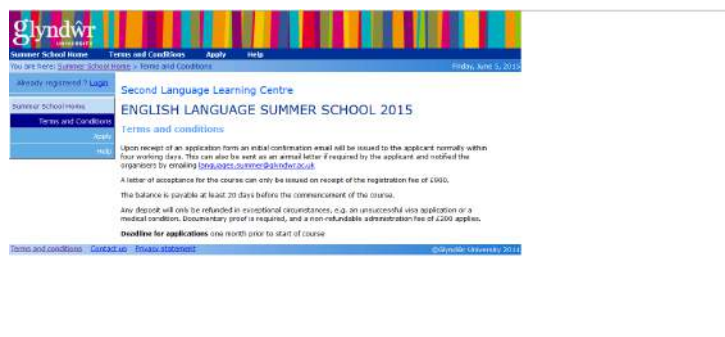 glyndŵr
UNIVERSITY
Summer School Home Terms and Conditions Apply Help
You are here: Summer School Home > Terms and Conditions Friday, June 5, 2015
Already registered ? Login
Summer School Home
Terms and Conditions
Apply
Help
Second Language Learning Centre
ENGLISH LANGUAGE SUMMER SCHOOL 2015
Terms and conditions
Upon receipt of an application form an initial confirmation email will be issued to the applicant normally within
four working days. This can also be sent as an airmail letter if required by the applicant and notified the
organisers by emailing languages.summer@glyndwr.ac.uk
A letter of acceptance for the course can only be issued on receipt of the registration fee of £900.
The balance is payable at least 20 days before the commencement of the course.
Any deposit will only be refunded in exceptional circumstances, e.g. an unsuccessful visa application or a
medical condition. Documentary proof is required, and a non-refundable administration fee of £200 applies.
Deadline for applications one month prior to start of course
Terms and conditions Contact us Privacy statement ©Glyndŵr University 2014